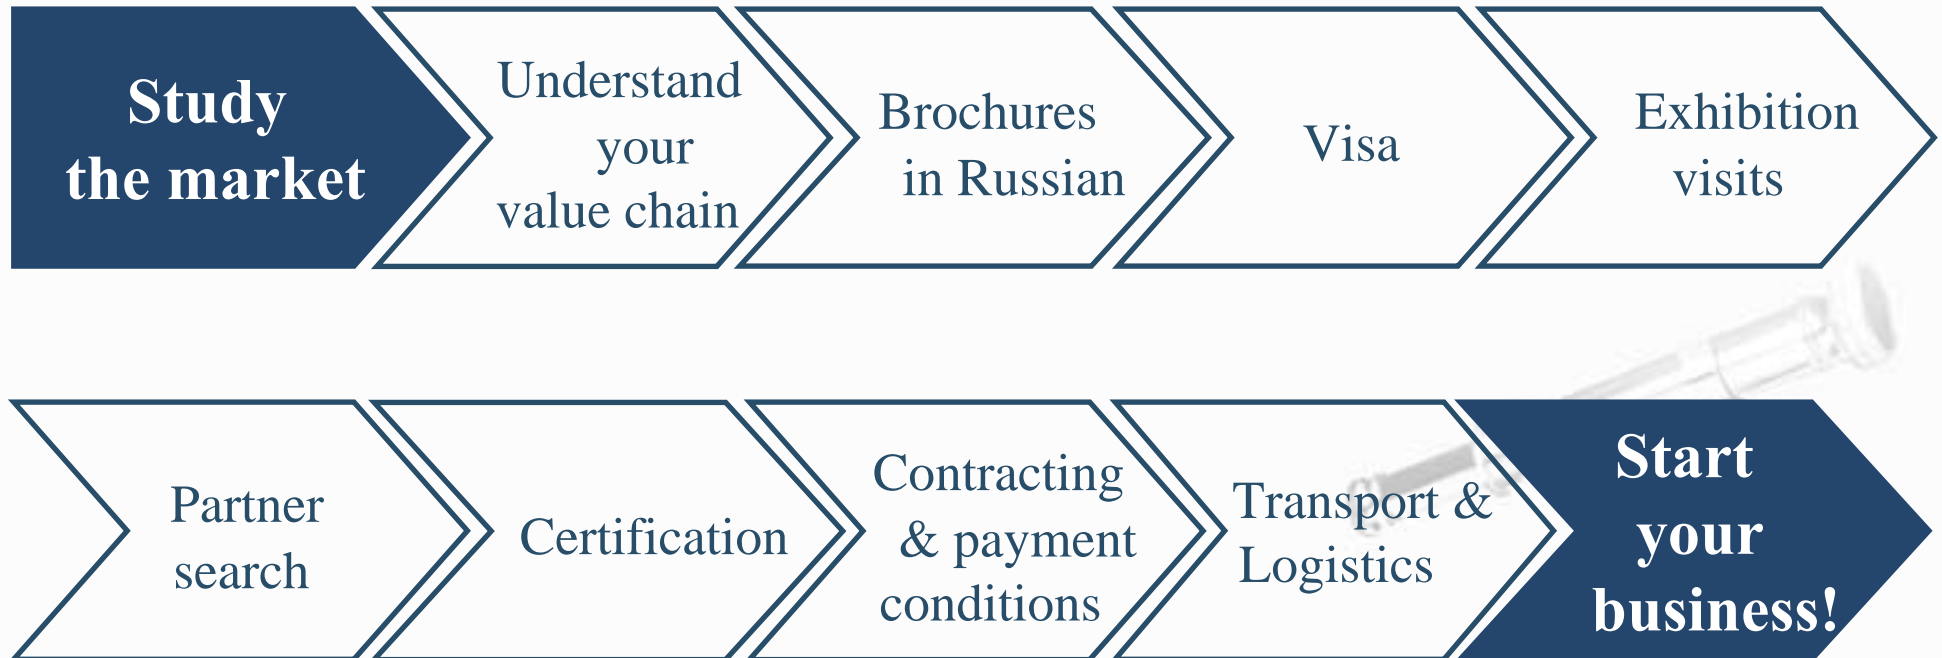 Study
the market
Understand
your
value chain
Brochures
in Russian
Visa
Exhibition
visits
Partner
search
Certification
Contracting
& payment
conditions
Transport &
Logistics
Start
your
business!